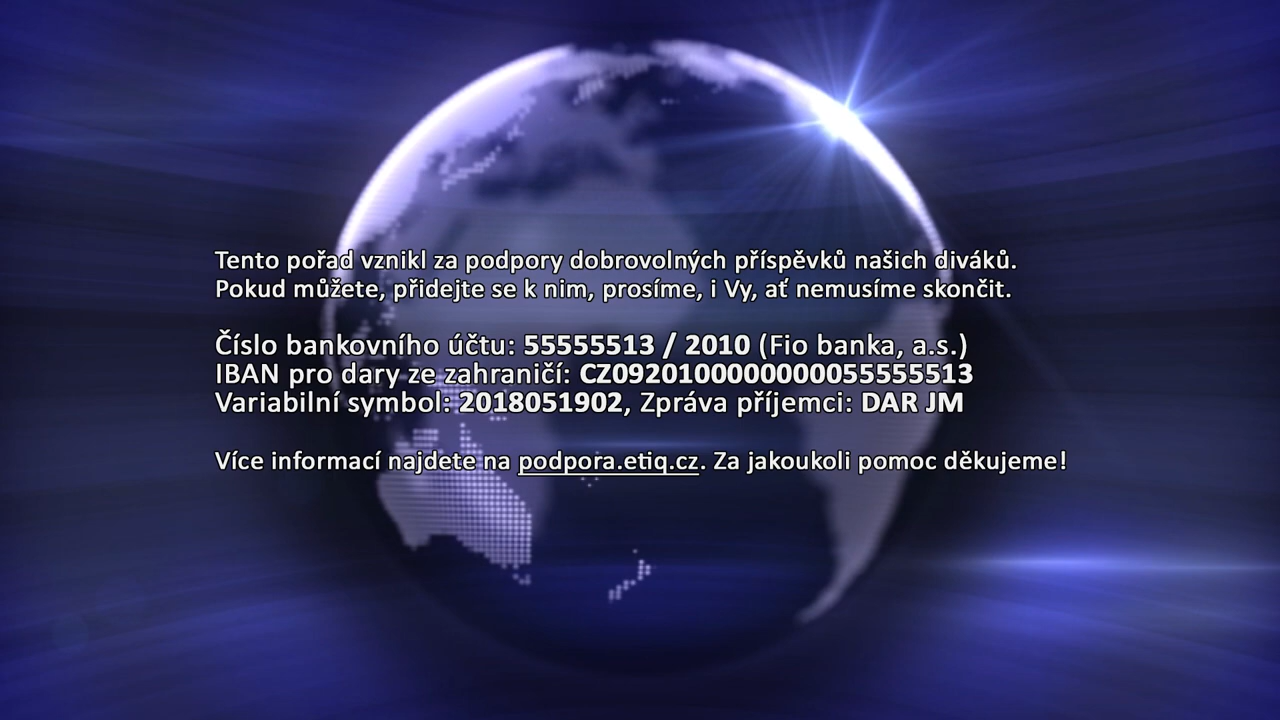 Tento pořad vznikl za podpory dobrovolných příspěvků našich diváků.
Pokud můžete, přidejte se k nim, prosíme, i Vy, ať nemusíme skončit.
Číslo bankovního účtu: 55555513 / 2010 (Fio banka, a.s.)
IBAN pro dary ze zahraničí: CZ0920100000000055555513
Variabilní symbol: 2018051902, Zpráva příjemci: DAR JM
Více informací najdete na podpora.etiq.cz. Za jakoukoli pomoc děkujeme!